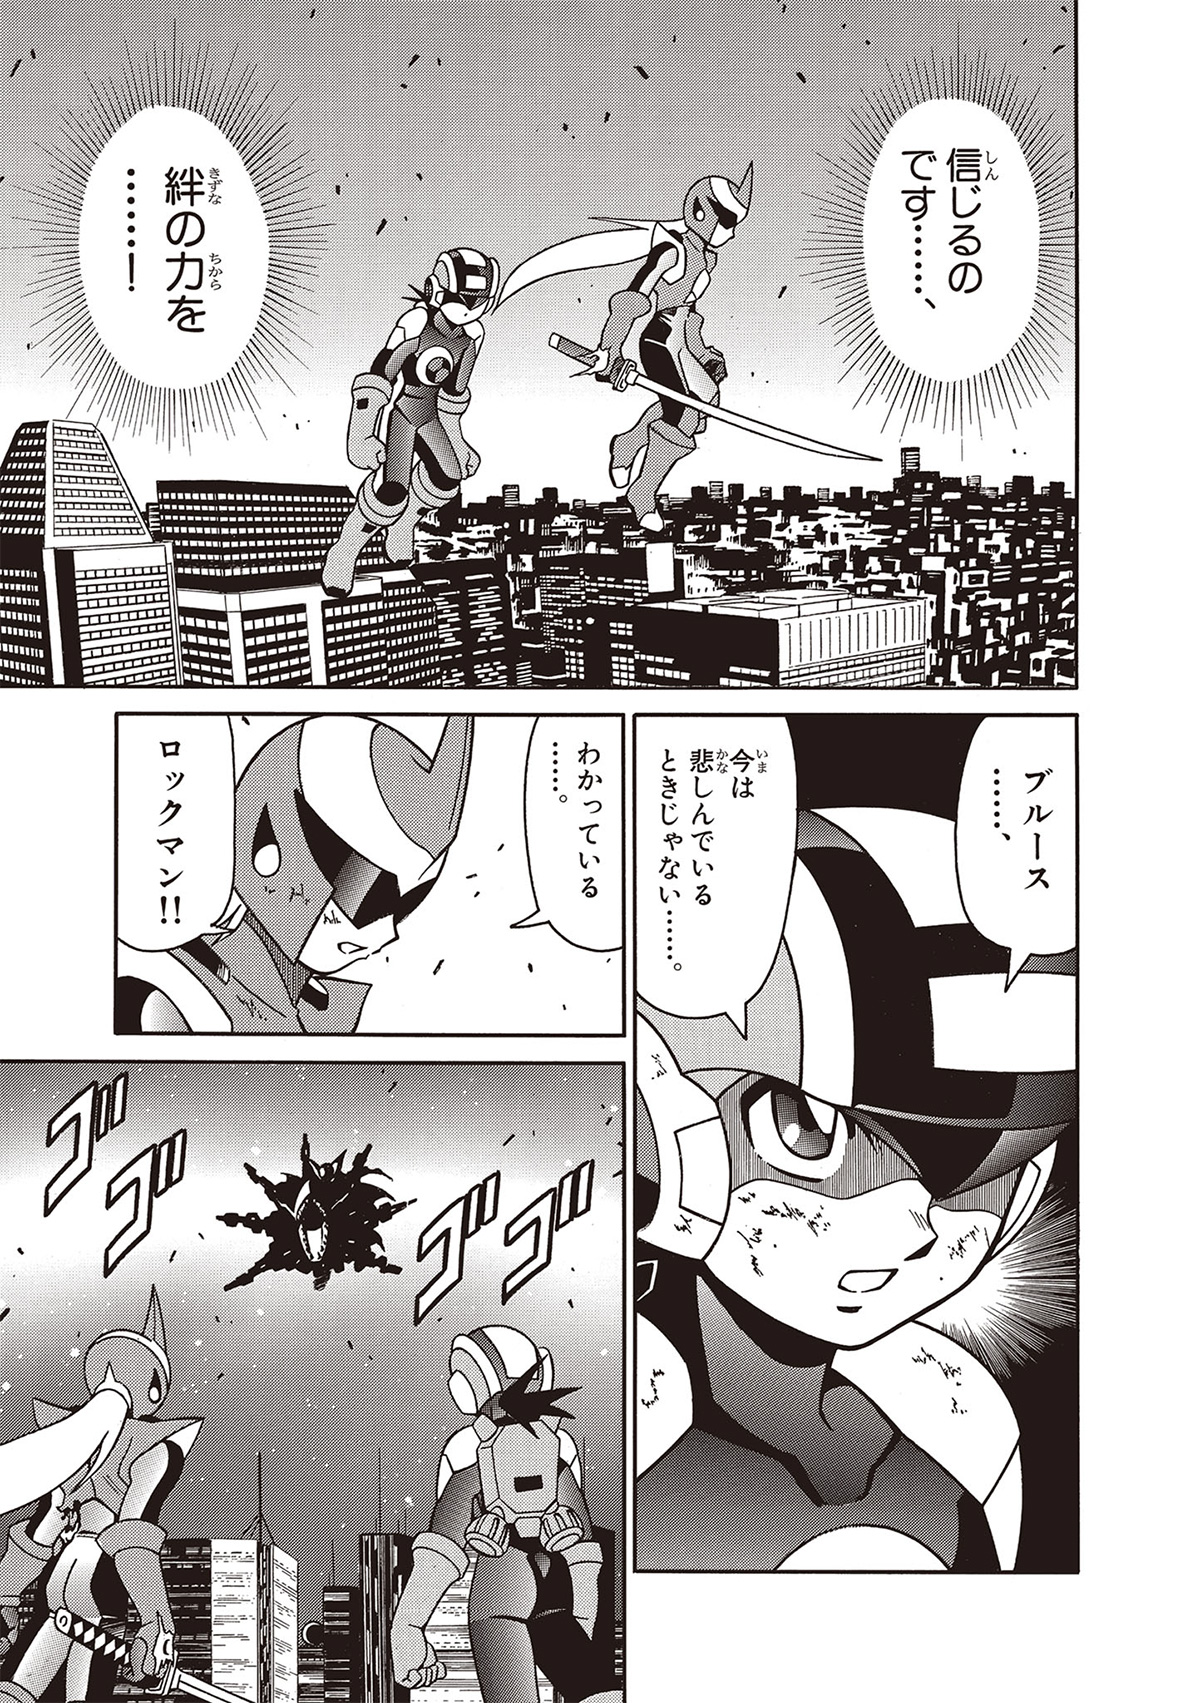 信じるの
です……、
絆の力を
………！
ブルース
……、
今は
悲しんでいる
ときじゃない……。
わかっている
……。
ロックマン!!
ゴゴ
ゴゴ